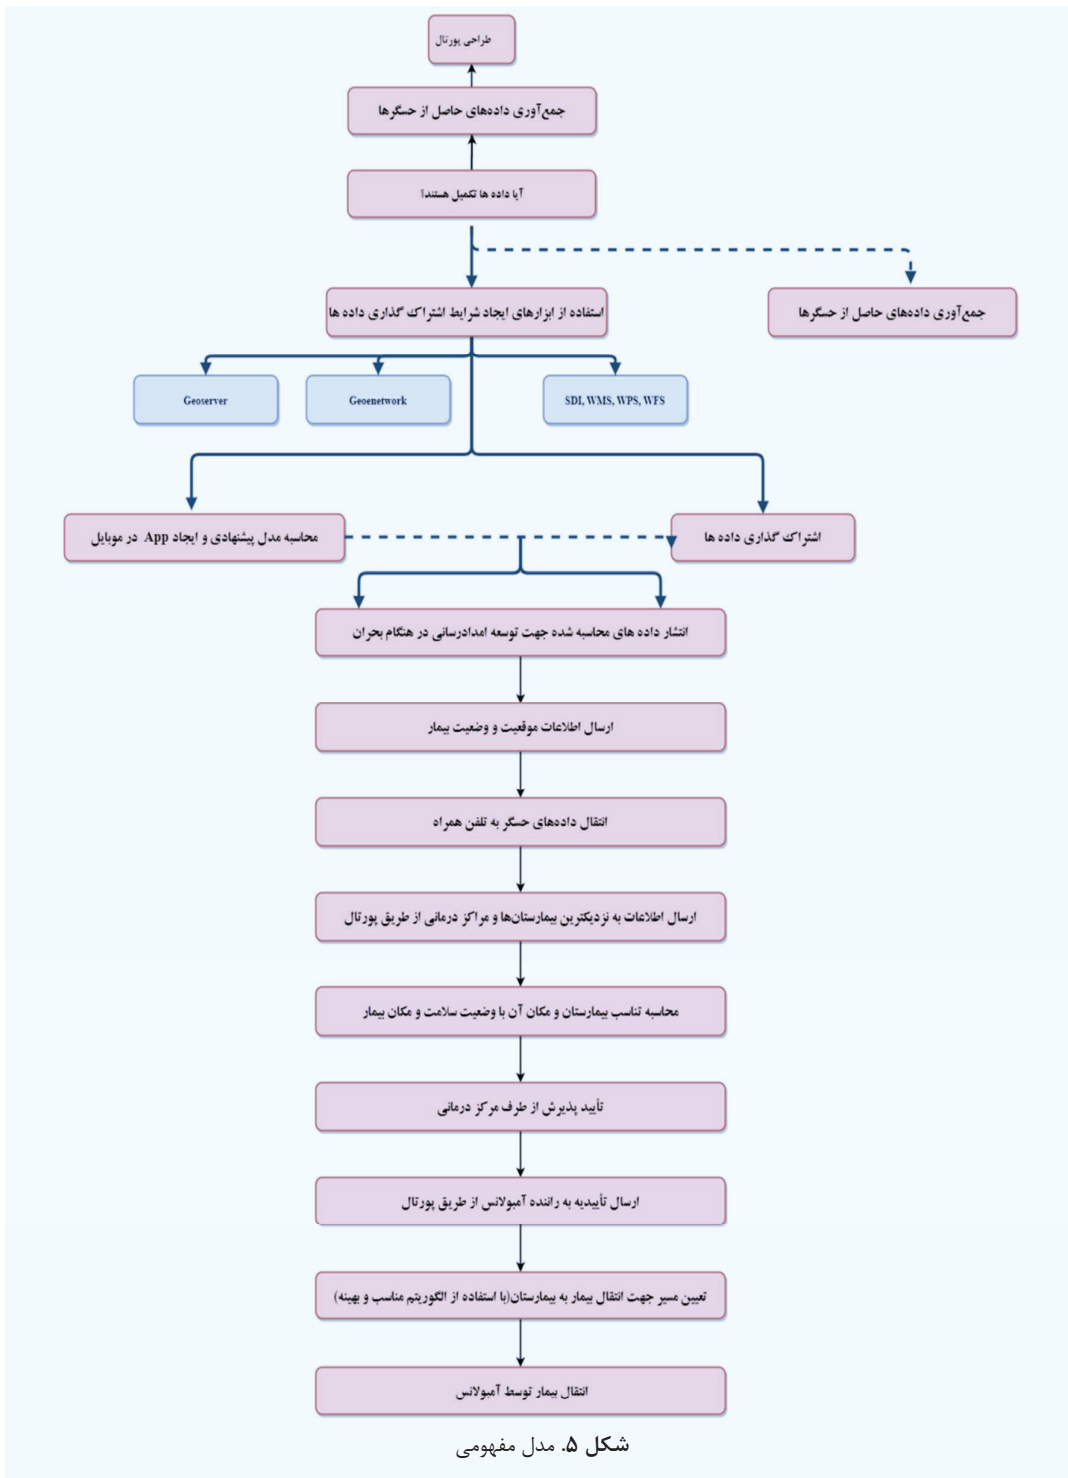 طراحی پورتال
جمع‌آوری داده‌های حاصل از حسگرها
آیا داده ها تکمیل هستند؟
استفاده از ابزارهای ایجاد شرایط اشتراک گذاری داده ها
جمع‌آوری داده‌های حاصل از حسگرها
Geoserver
Geoenetwork
SDI, WMS, WPS, WFS
محاسبه مدل پیشنهادی و ایجاد App در موبایل
اشتراک گذاری داده ها
انتشار داده های محاسبه شده جهت توسعه امدادرسانی در هنگام بحران
ارسال اطلاعات موقعیت و وضعیت بیمار
انتقال داده‌های حسگر به تلفن همراه
ارسال اطلاعات به نزدیکترین بیمارستان‌ها و مراکز درمانی از طریق پورتال
محاسبه تناسب بیمارستان و مکان آن با وضعیت سلامت و مکان بیمار
تأیید پذیرش از طرف مرکز درمانی
ارسال تأییدیه به راننده آمبولانس از طریق پورتال
تعیین مسیر جهت انتقال بیمار به بیمارستان(با استفاده از الگوریتم مناسب و بهینه)
انتقال بیمار توسط آمبولانس
شکل ۵. مدل مفهومی